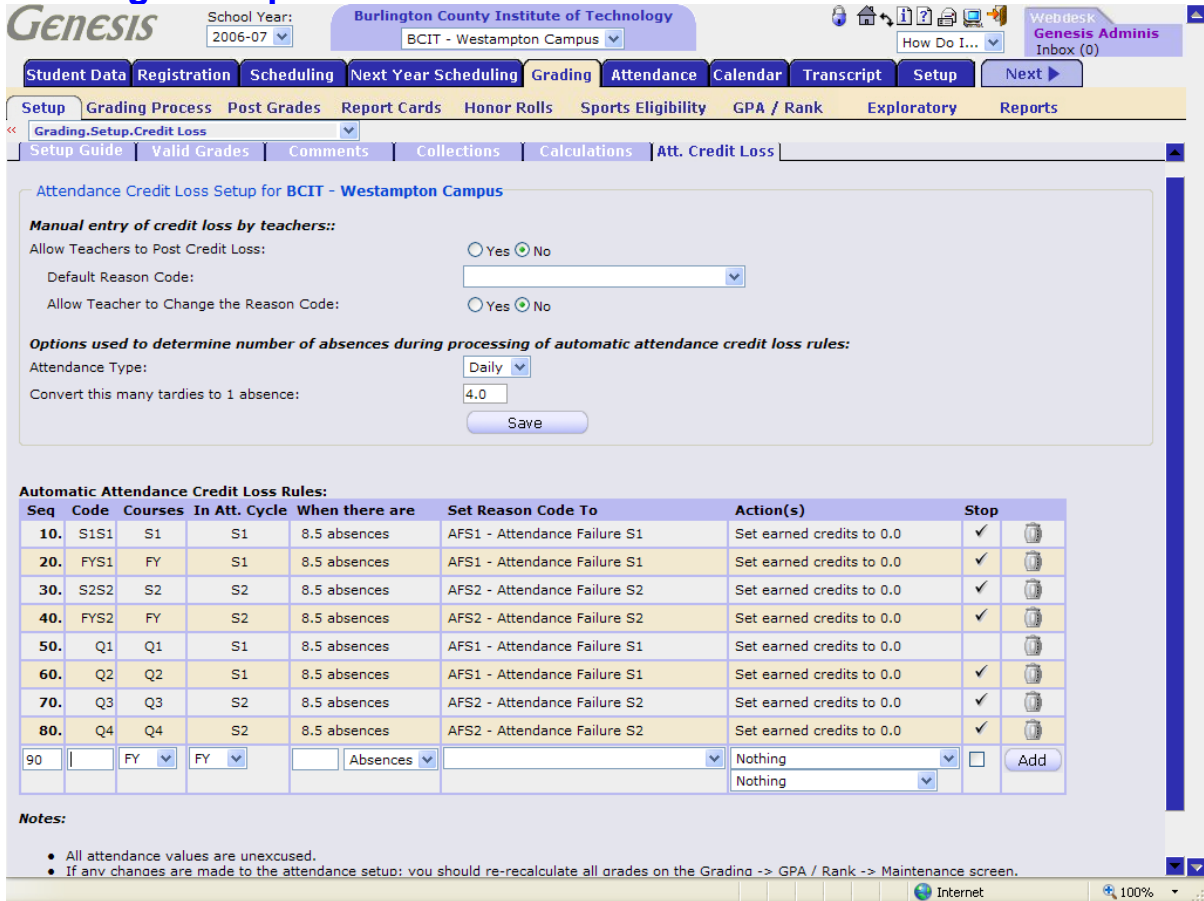 Genesis
School Year:
2006-07
Burlington County Institute of Technology
BCIT - Westampton Campus
How Do I...
Webdesk
Genesis Adminis
Inbox (0)
Student Data Registration Scheduling Next Year Scheduling Grading Attendance Calendar Transcript Setup Next
Setup Grading Process Post Grades Report Cards Honor Rolls Sports Eligibility GPA / Rank Exploratory Reports
<< Grading.Setup.Credit Loss
Setup Guide Valid Grades Comments Collections Calculations Att. Credit Loss
Attendance Credit Loss Setup for BCIT - Westampton Campus
Manual entry of credit loss by teachers::
Allow Teachers to Post Credit Loss: Yes No
Default Reason Code:
Allow Teacher to Change the Reason Code: Yes No
Options used to determine number of absences during processing of automatic attendance credit loss rules:
Attendance Type: Daily
Convert this many tardies to 1 absence: 4.0
Save
Automatic Attendance Credit Loss Rules:
Seq Code Courses In Att. Cycle When there are Set Reason Code To Action(s) Stop
10. S1S1 S1 S1 8.5 absences AFS1 - Attendance Failure S1 Set earned credits to 0.0 ✓
20. FYS1 FY S1 8.5 absences AFS1 - Attendance Failure S1 Set earned credits to 0.0 ✓
30. S2S2 S2 S2 8.5 absences AFS2 - Attendance Failure S2 Set earned credits to 0.0 ✓
40. FYS2 FY S2 8.5 absences AFS2 - Attendance Failure S2 Set earned credits to 0.0 ✓
50. Q1 Q1 S1 8.5 absences AFS1 - Attendance Failure S1 Set earned credits to 0.0
60. Q2 Q2 S1 8.5 absences AFS1 - Attendance Failure S1 Set earned credits to 0.0 ✓
70. Q3 Q3 S2 8.5 absences AFS2 - Attendance Failure S2 Set earned credits to 0.0 ✓
80. Q4 Q4 S2 8.5 absences AFS2 - Attendance Failure S2 Set earned credits to 0.0 ✓
90 FY FY Absences Nothing Add
Nothing
Notes:
• All attendance values are unexcused.
• If any changes are made to the attendance setup: you should re-recalculate all grades on the Grading -> GPA / Rank -> Maintenance screen.
Internet 100%